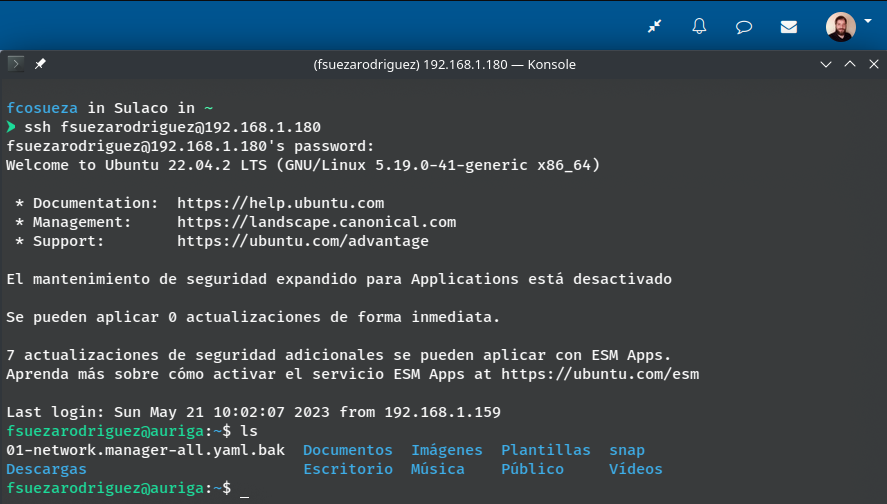 (fsuezarodriguez) 192.168.1.180 — Konsole
fcosueza in Sulaco in ~
❯ ssh fsuezarodriguez@192.168.1.180
fsuezarodriguez@192.168.1.180's password:
Welcome to Ubuntu 22.04.2 LTS (GNU/Linux 5.19.0-41-generic x86_64)
* Documentation:  https://help.ubuntu.com
* Management:     https://landscape.canonical.com
* Support:        https://ubuntu.com/advantage
El mantenimiento de seguridad expandido para Applications está desactivado
Se pueden aplicar 0 actualizaciones de forma inmediata.
7 actualizaciones de seguridad adicionales se pueden aplicar con ESM Apps.
Aprenda más sobre cómo activar el servicio ESM Apps at https://ubuntu.com/esm
Last login: Sun May 21 10:02:07 2023 from 192.168.1.159
fsuezarodriguez@auriga:~$ ls
01-network.manager-all.yaml.bak  Documentos  Imágenes  Plantillas  snap
Descargas                        Escritorio  Música    Público     Vídeos
fsuezarodriguez@auriga:~$ _